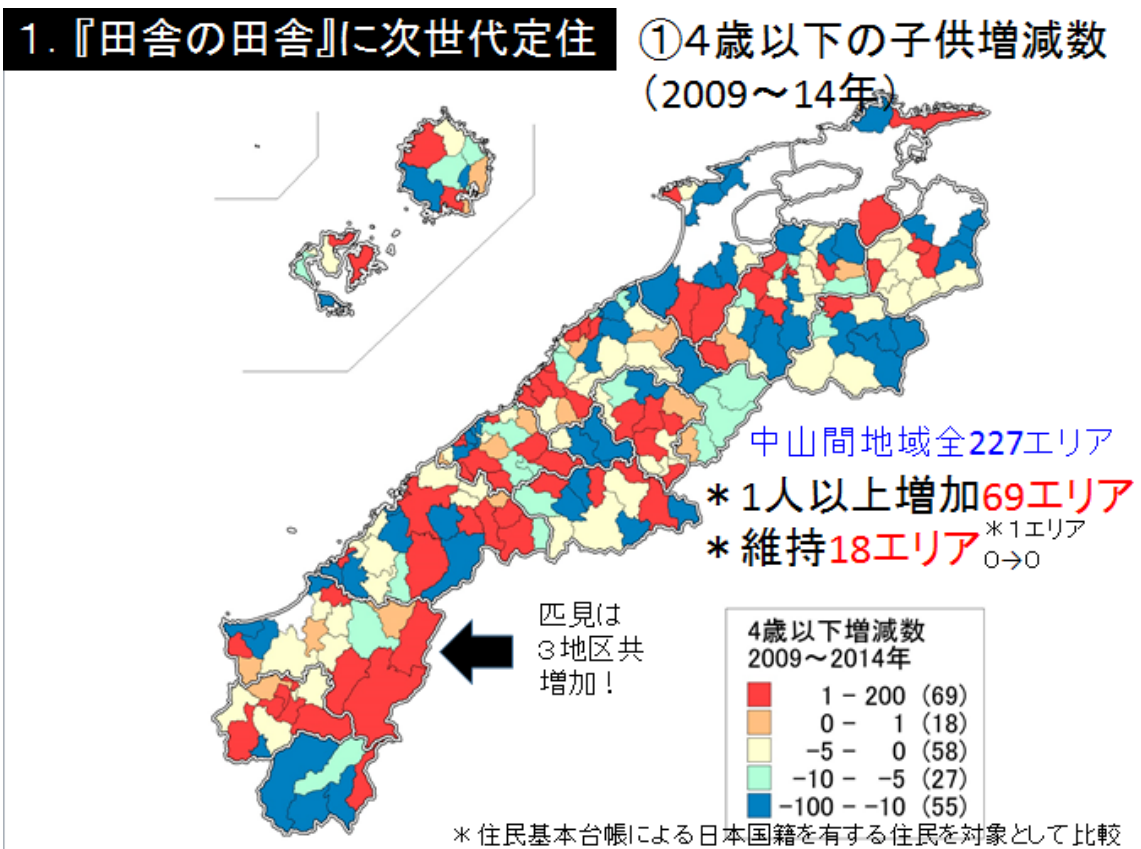 1.『田舎の田舎』に次世代定住
①4歳以下の子供増減数
（2009～14年）
中山間地域全227エリア
＊1人以上増加69エリア
＊維持18エリア
＊1エリア
0→0
匹見は
３地区共
増加！
4歳以下増減数
2009～2014年
1 － 200 (69)
0 － 1 (18)
－5 － 0 (58)
－10 － －5 (27)
－100 － －10 (55)
＊住民基本台帳による日本国籍を有する住民を対象として比較